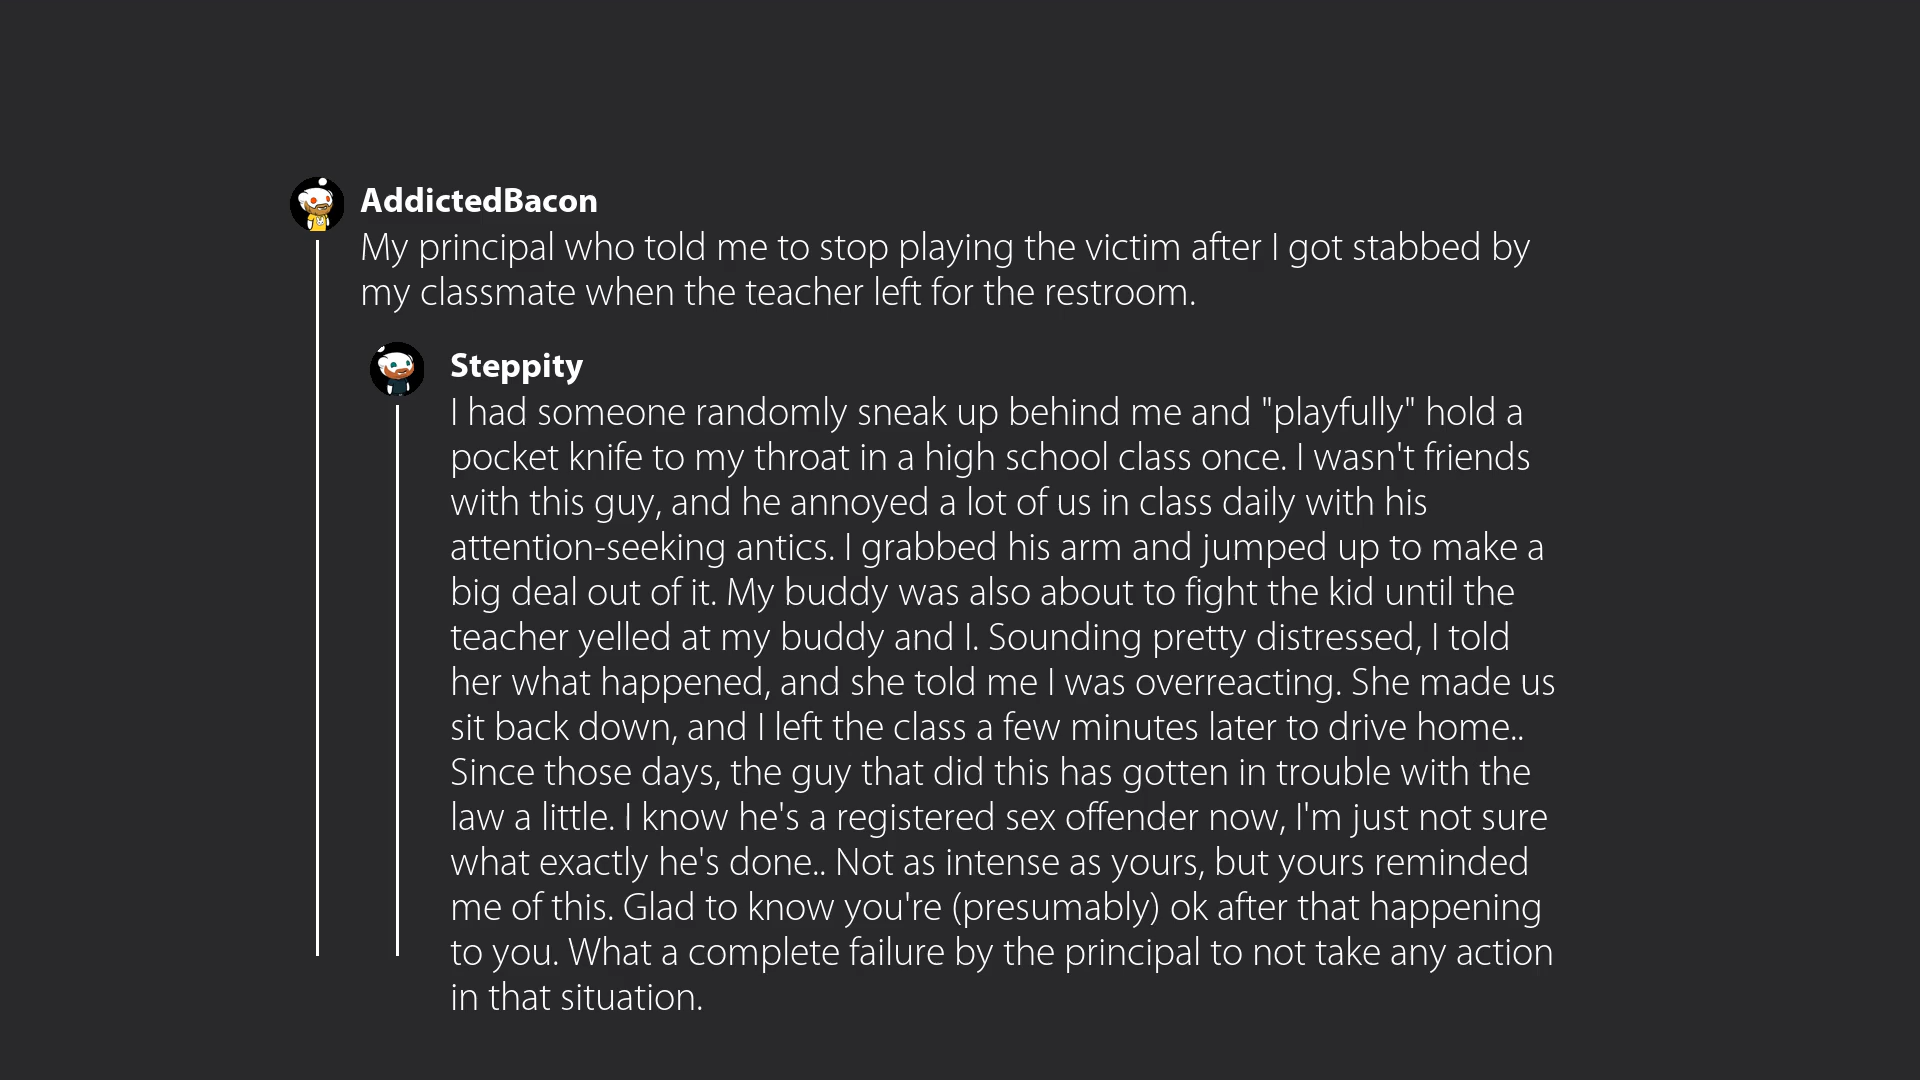 AddictedBacon
My principal who told me to stop playing the victim after I got stabbed by
my classmate when the teacher left for the restroom.
Steppity
I had someone randomly sneak up behind me and "playfully" hold a
pocket knife to my throat in a high school class once. I wasn't friends
with this guy, and he annoyed a lot of us in class daily with his
attention-seeking antics. I grabbed his arm and jumped up to make a
big deal out of it. My buddy was also about to fight the kid until the
teacher yelled at my buddy and I. Sounding pretty distressed, I told
her what happened, and she told me I was overreacting. She made us
sit back down, and I left the class a few minutes later to drive home..
Since those days, the guy that did this has gotten in trouble with the
law a little. I know he's a registered sex offender now, I'm just not sure
what exactly he's done.. Not as intense as yours, but yours reminded
me of this. Glad to know you're (presumably) ok after that happening
to you. What a complete failure by the principal to not take any action
in that situation.